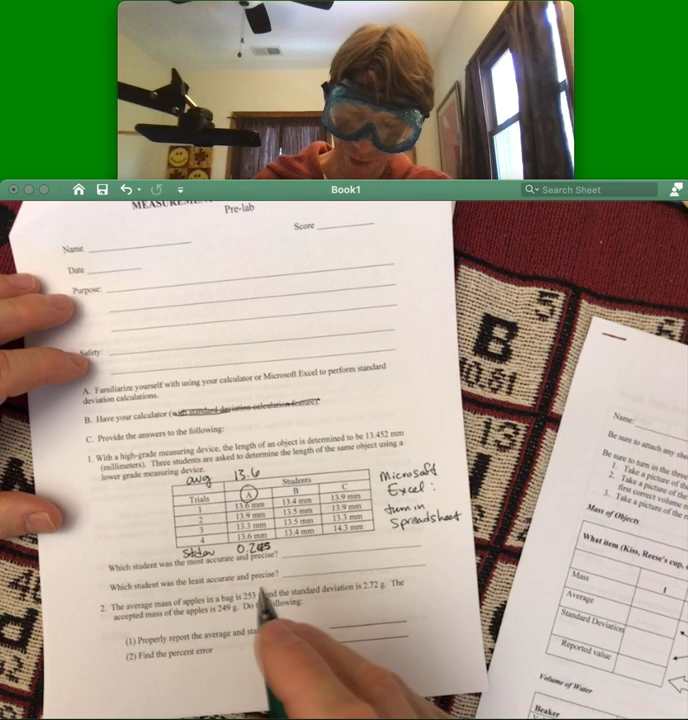 Book1
Search Sheet
Pre-lab
Score
Name
Date
Purpose:
Safety:
A. Familiarize yourself with using your calculator or Microsoft Excel to perform standard
deviation calculations.
B. Have your calculator (with standard deviation calculation feature).
C. Provide the answers to the following:
1. With a high-grade measuring device, the length of an object is determined to be 13.452 mm
(millimeters). Three students are asked to determine the length of the same object using a
lower grade measuring device.
avg 13.6
Students
Trials A B C
1 13.6 mm 13.4 mm 13.9 mm
2 13.9 mm 13.5 mm 13.9 mm
3 13.3 mm 13.5 mm 13.3 mm
4 13.6 mm 13.4 mm 14.3 mm
Stdev
Microsoft
Excel:
turn in
spreadsheet
Which student was the most accurate and precise?
Which student was the least accurate and precise?
2. The average mass of apples in a bag is 253 and the standard deviation is 2.72 g. The
accepted mass of the apples is 249 g. Do following:
(1) Properly report the average and
(2) Find the percent error
5
B
10.81
13
Name:
Be sure to attach any
Be sure to turn in the three
1. Take a picture of the
2. Take a picture of the
first correct volume
3. Take a picture of the
Mass of Objects
What item (Kiss, Reese's cup,
1
Mass
Average
Standard Deviation
Reported value
Volume of Water
Beaker